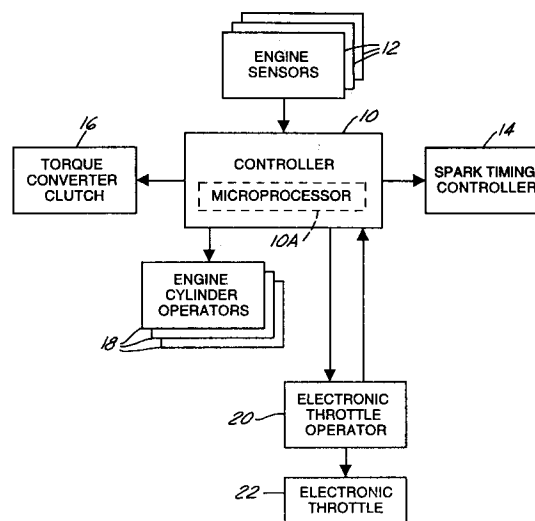 ENGINE
SENSORS
12
10
16
14
TORQUE
CONVERTER
CLUTCH
CONTROLLER
MICROPROCESSOR
10A
SPARK TIMING
CONTROLLER
ENGINE
CYLINDER
OPERATORS
18
20
ELECTRONIC
THROTTLE
OPERATOR
22
ELECTRONIC
THROTTLE